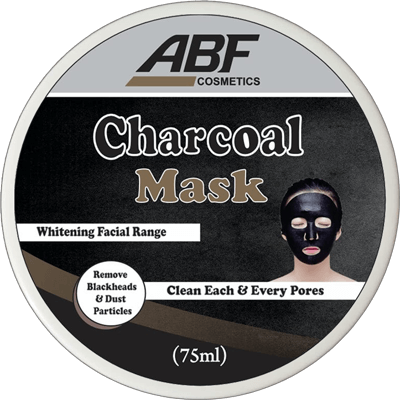 ABF
COSMETICS
Charcoal
Mask
Whitening Facial Range
Remove
Blackheads
& Dust
Particles
Clean Each & Every Pores
(75ml)